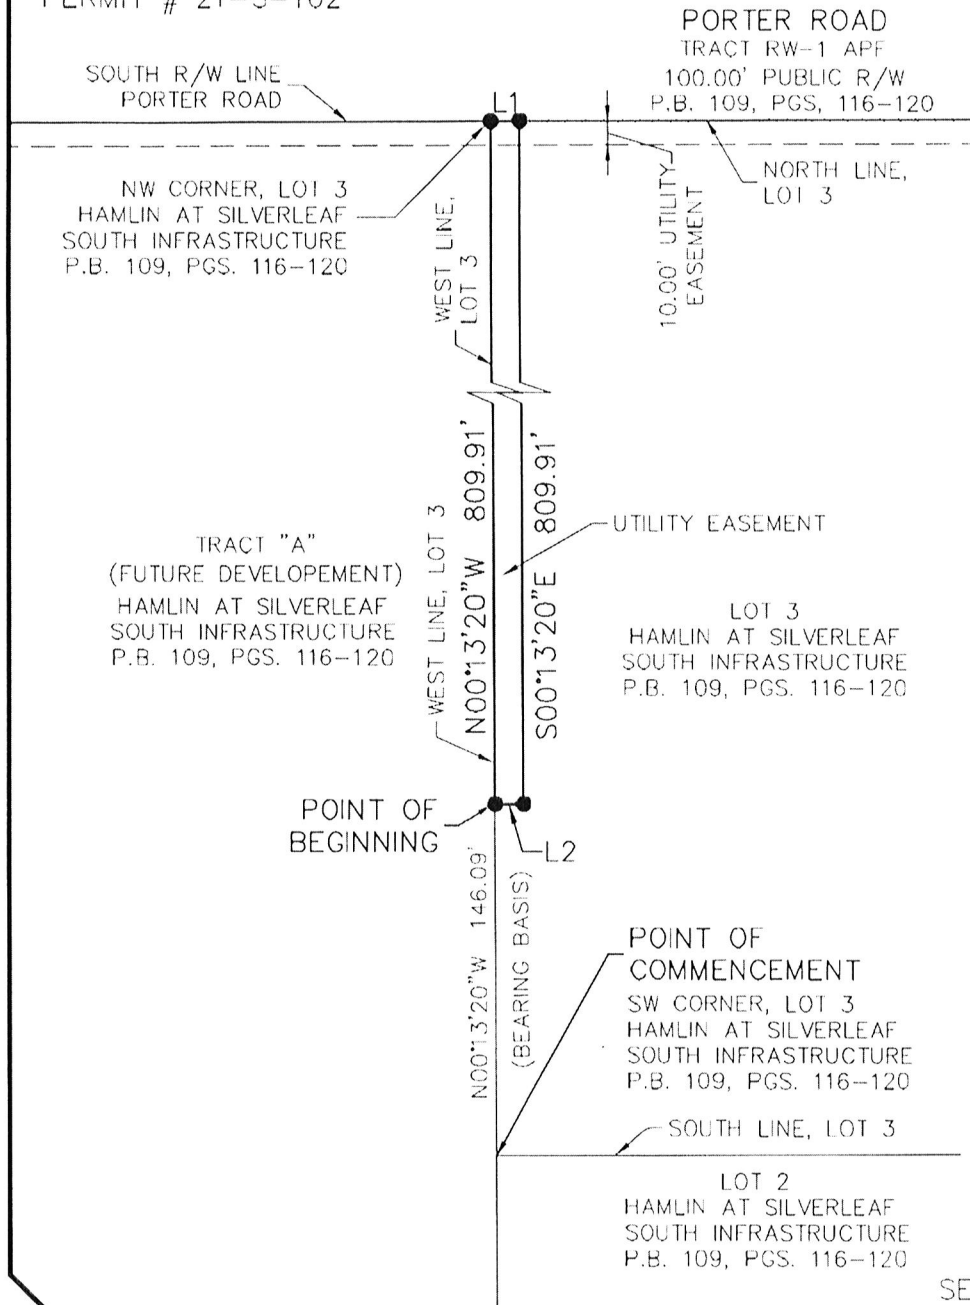 PERMIT # 21-S-102
PORTER ROAD
TRACT RW-1 APF
100.00' PUBLIC R/W
P.B. 109, PGS, 116-120
SOUTH R/W LINE
PORTER ROAD
L1
NW CORNER, LOT 3
HAMLIN AT SILVERLEAF
SOUTH INFRASTRUCTURE
P.B. 109, PGS. 116-120
WEST LINE,
LOT 3
10.00' UTILITY
EASEMENT
NORTH LINE,
LOT 3
TRACT "A"
(FUTURE DEVELOPEMENT)
HAMLIN AT SILVERLEAF
SOUTH INFRASTRUCTURE
P.B. 109, PGS. 116-120
WEST LINE, LOT 3
N00°13'20"W 809.91'
S00°13'20"E 809.91'
UTILITY EASEMENT
LOT 3
HAMLIN AT SILVERLEAF
SOUTH INFRASTRUCTURE
P.B. 109, PGS. 116-120
POINT OF
BEGINNING
L2
N00°13'20"W 146.09'
(BEARING BASIS)
POINT OF
COMMENCEMENT
SW CORNER, LOT 3
HAMLIN AT SILVERLEAF
SOUTH INFRASTRUCTURE
P.B. 109, PGS. 116-120
SOUTH LINE, LOT 3
LOT 2
HAMLIN AT SILVERLEAF
SOUTH INFRASTRUCTURE
P.B. 109, PGS. 116-120
SE